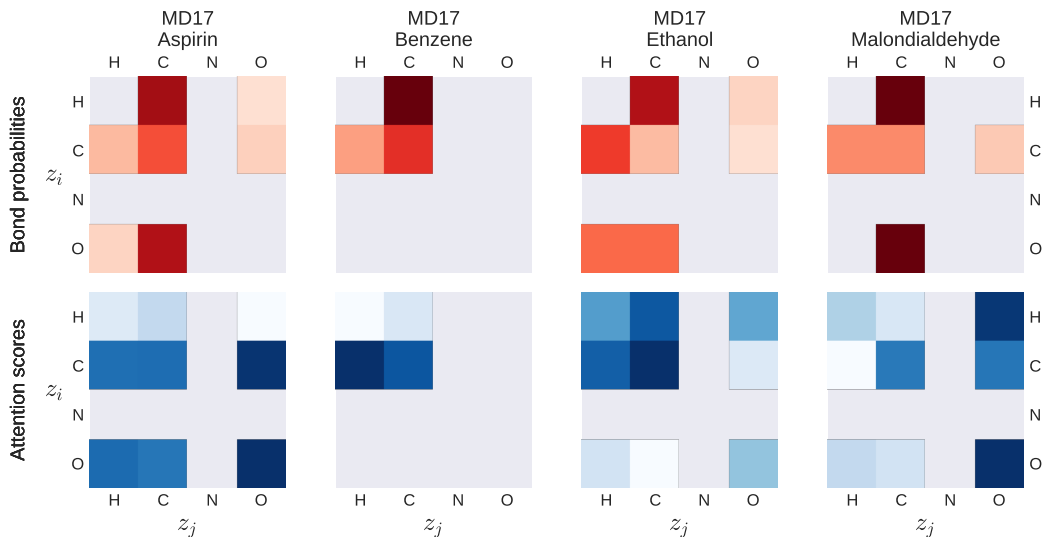 MD17 MD17 MD17 MD17
Aspirin Benzene Ethanol Malondialdehyde
H C N O H C N O H C N O H C N O
Bond probabilities
z_i
H
C
N
O
H
C
N
O
Attention scores
z_i
H
C
N
O
H
C
N
O
H C N O H C N O H C N O H C N O
z_j z_j z_j z_j